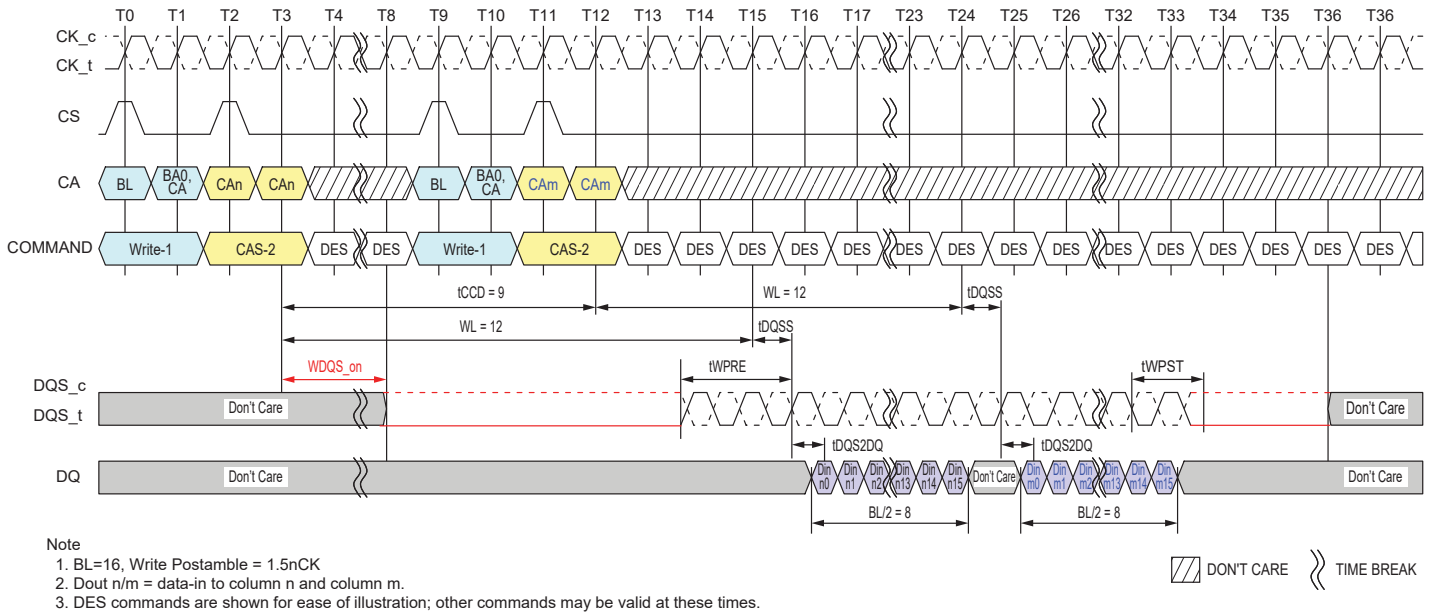 T0 T1 T2 T3 T4 T8 T9 T10 T11 T12 T13 T14 T15 T16 T17 T23 T24 T25 T26 T32 T33 T34 T35 T36 T36
CK_c
CK_t
CS
CA BL BA0, CA CAn CAn BL BA0, CA CAm CAm
COMMAND Write-1 CAS-2 DES DES Write-1 CAS-2 DES DES DES DES DES DES DES DES DES DES DES DES DES DES DES
tCCD = 9 WL = 12 tDQSS
WL = 12 tDQSS
WDQS_on tWPRE tWPST
DQS_c
DQS_t Don't Care Don't Care
tDQS2DQ tDQS2DQ
DQ Don't Care Din n0 Din n1 Din n2 Din n13 Din n14 Din n15 Don't Care Din m0 Din m1 Din m2 Din m13 Din m14 Din m15 Don't Care
BL/2 = 8 BL/2 = 8
Note
1. BL=16, Write Postamble = 1.5nCK
2. Dout n/m = data-in to column n and column m.
3. DES commands are shown for ease of illustration; other commands may be valid at these times.
DON'T CARE TIME BREAK